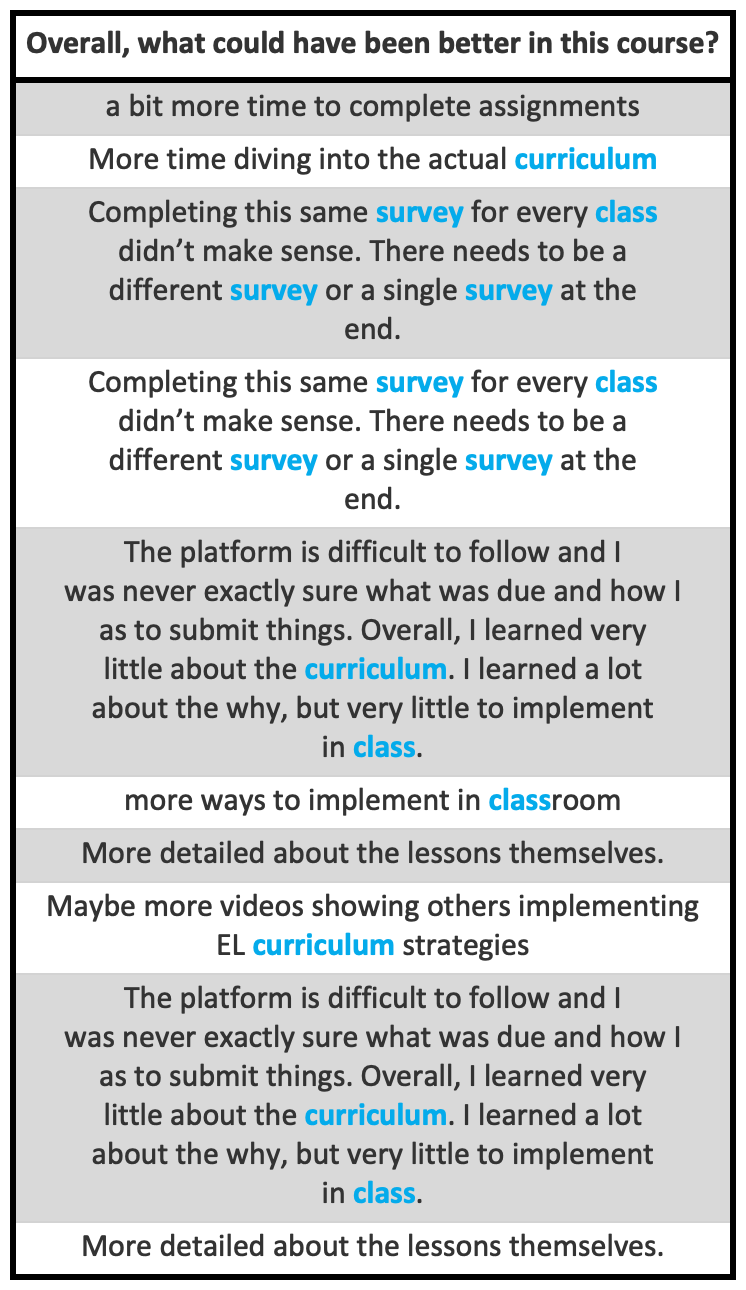 Overall, what could have been better in this course?
a bit more time to complete assignments
More time diving into the actual curriculum
Completing this same survey for every class
didn’t make sense. There needs to be a
different survey or a single survey at the
end.
Completing this same survey for every class
didn’t make sense. There needs to be a
different survey or a single survey at the
end.
The platform is difficult to follow and I
was never exactly sure what was due and how I
as to submit things. Overall, I learned very
little about the curriculum. I learned a lot
about the why, but very little to implement
in class.
more ways to implement in classroom
More detailed about the lessons themselves.
Maybe more videos showing others implementing
EL curriculum strategies
The platform is difficult to follow and I
was never exactly sure what was due and how I
as to submit things. Overall, I learned very
little about the curriculum. I learned a lot
about the why, but very little to implement
in class.
More detailed about the lessons themselves.